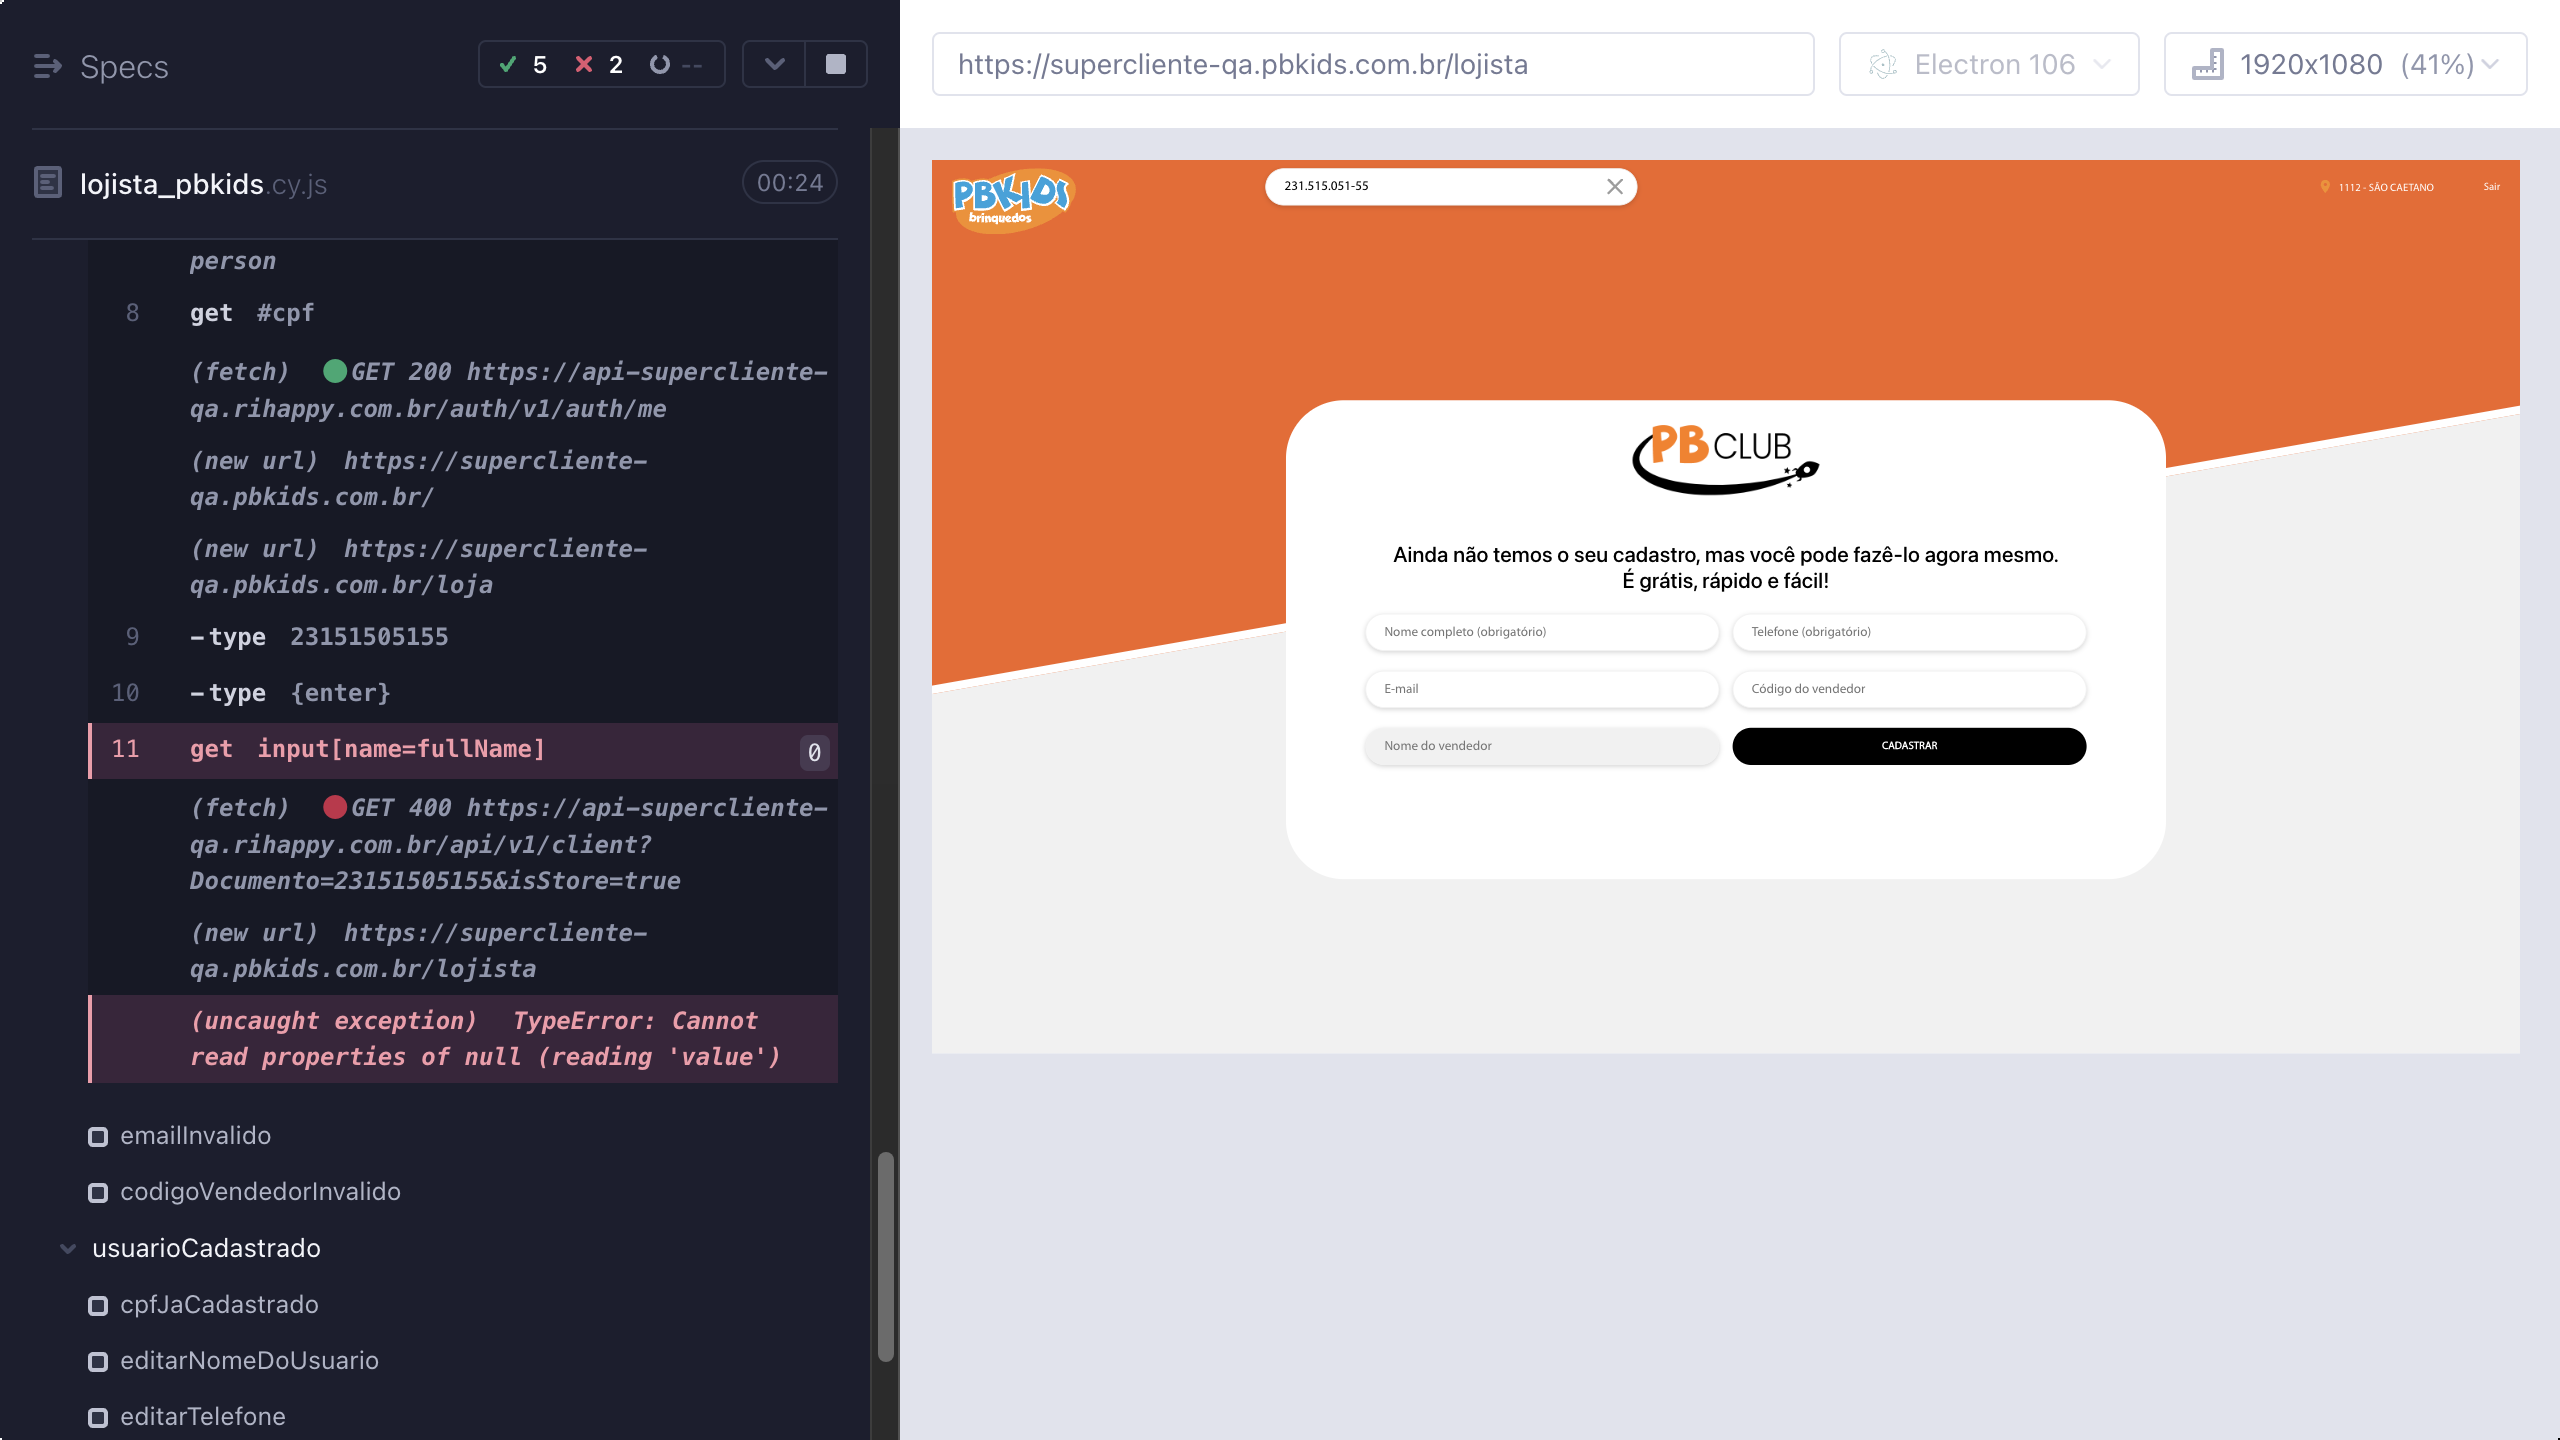 Specs
5
2
--
lojista_pbkids.cy.js
00:24
person
8 get #cpf
(fetch) GET 200 https://api-supercliente-
qa.rihappy.com.br/auth/v1/auth/me
(new url) https://supercliente-
qa.pbkids.com.br/
(new url) https://supercliente-
qa.pbkids.com.br/loja
9 -type 23151505155
10 -type {enter}
11 get input[name=fullName] 0
(fetch) GET 400 https://api-supercliente-
qa.rihappy.com.br/api/v1/client?
Documento=23151505155&isStore=true
(new url) https://supercliente-
qa.pbkids.com.br/lojista
(uncaught exception) TypeError: Cannot
read properties of null (reading 'value')
emailInvalido
codigoVendedorInvalido
usuarioCadastrado
cpfJaCadastrado
editarNomeDoUsuario
editarTelefone
https://supercliente-qa.pbkids.com.br/lojista
Electron 106
1920x1080 (41%)
PBKIDS
brinquedos
231.515.051-55
1112 - SÃO CAETANO
Sair
PB CLUB
Ainda não temos o seu cadastro, mas você pode fazê-lo agora mesmo.
É grátis, rápido e fácil!
Nome completo (obrigatório)
Telefone (obrigatório)
E-mail
Código do vendedor
Nome do vendedor
CADASTRAR